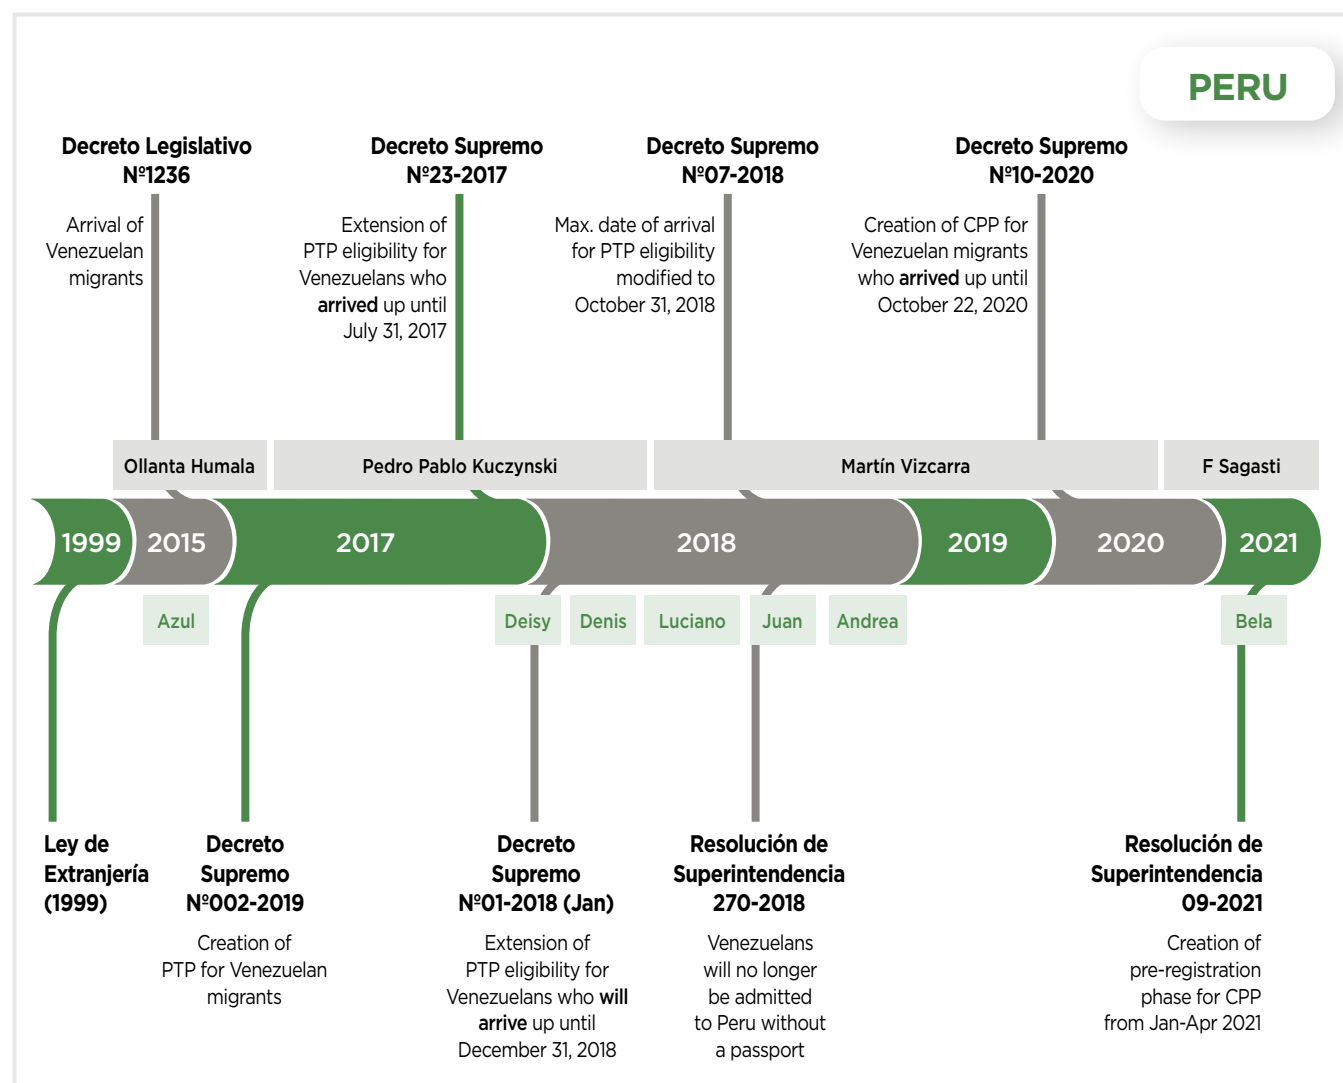 PERU
Decreto Legislativo
Nº1236
Arrival of
Venezuelan
migrants
Decreto Supremo
Nº23-2017
Extension of
PTP eligibility for
Venezuelans who
arrived up until
July 31, 2017
Decreto Supremo
Nº07-2018
Max. date of arrival
for PTP eligibility
modified to
October 31, 2018
Decreto Supremo
Nº10-2020
Creation of CPP for
Venezuelan migrants
who arrived up until
October 22, 2020
Ollanta Humala
Pedro Pablo Kuczynski
Martín Vizcarra
F Sagasti
1999
2015
2017
2018
2019
2020
2021
Azul
Deisy
Denis
Luciano
Juan
Andrea
Bela
Ley de
Extranjería
(1999)
Decreto
Supremo
Nº002-2019
Creation of
PTP for Venezuelan
migrants
Decreto
Supremo
Nº01-2018 (Jan)
Extension of
PTP eligibility for
Venezuelans who will
arrive up until
December 31, 2018
Resolución de
Superintendencia
270-2018
Venezuelans
will no longer
be admitted
to Peru without
a passport
Resolución de
Superintendencia
09-2021
Creation of
pre-registration
phase for CPP
from Jan-Apr 2021